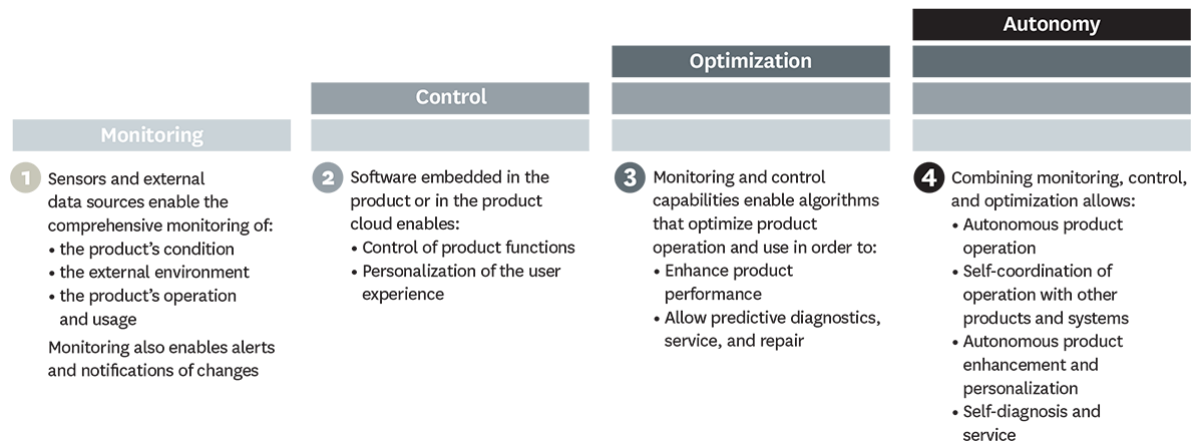 Monitoring
1
Sensors and external
data sources enable the
comprehensive monitoring of:
• the product's condition
• the external environment
• the product's operation
and usage
Monitoring also enables alerts
and notifications of changes
Control
2
Software embedded in the
product or in the product
cloud enables:
• Control of product functions
• Personalization of the user
experience
Optimization
3
Monitoring and control
capabilities enable algorithms
that optimize product
operation and use in order to:
• Enhance product
performance
• Allow predictive diagnostics,
service, and repair
Autonomy
4
Combining monitoring, control,
and optimization allows:
• Autonomous product
operation
• Self-coordination of
operation with other
products and systems
• Autonomous product
enhancement and
personalization
• Self-diagnosis and
service